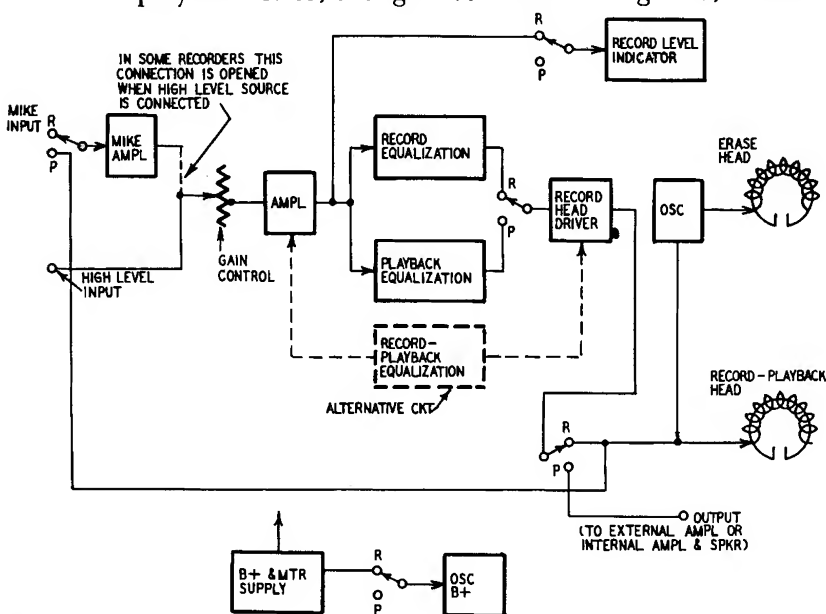 R
P
RECORD LEVEL
INDICATOR
IN SOME RECORDERS THIS
CONNECTION IS OPENED
WHEN HIGH LEVEL SOURCE
IS CONNECTED
MIKE
INPUT
R
P
MIKE
AMPL
RECORD
EQUALIZATION
ERASE
HEAD
AMPL
R
P
RECORD
HEAD
DRIVER
OSC
GAIN
CONTROL
HIGH LEVEL
INPUT
PLAYBACK
EQUALIZATION
RECORD-
PLAYBACK
EQUALIZATION
ALTERNATIVE CKT
RECORD-PLAYBACK
HEAD
R
P
OUTPUT
(TO EXTERNAL AMPL OR
INTERNAL AMPL & SPKR)
B+ & MTR
SUPPLY
R
P
OSC
B+